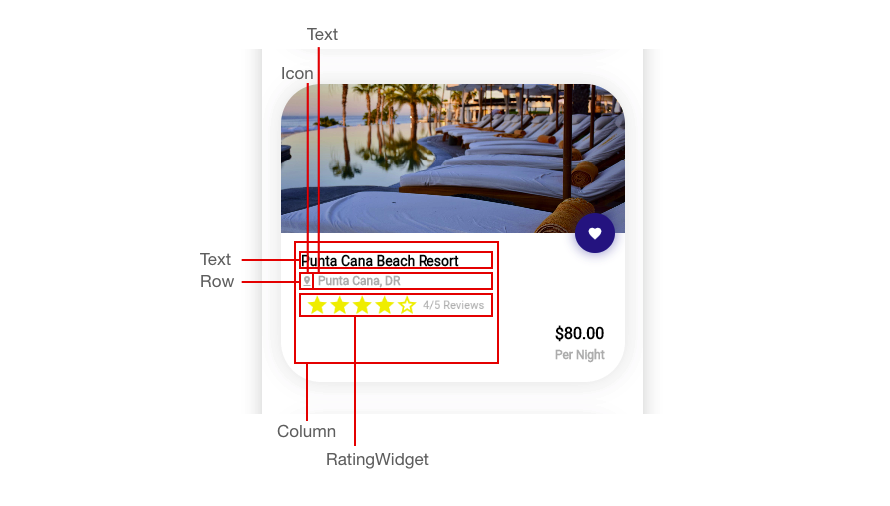 Text
Icon
Text
Punta Cana Beach Resort
Row
Punta Cana, DR
4/5 Reviews
$80.00
Per Night
Column
RatingWidget